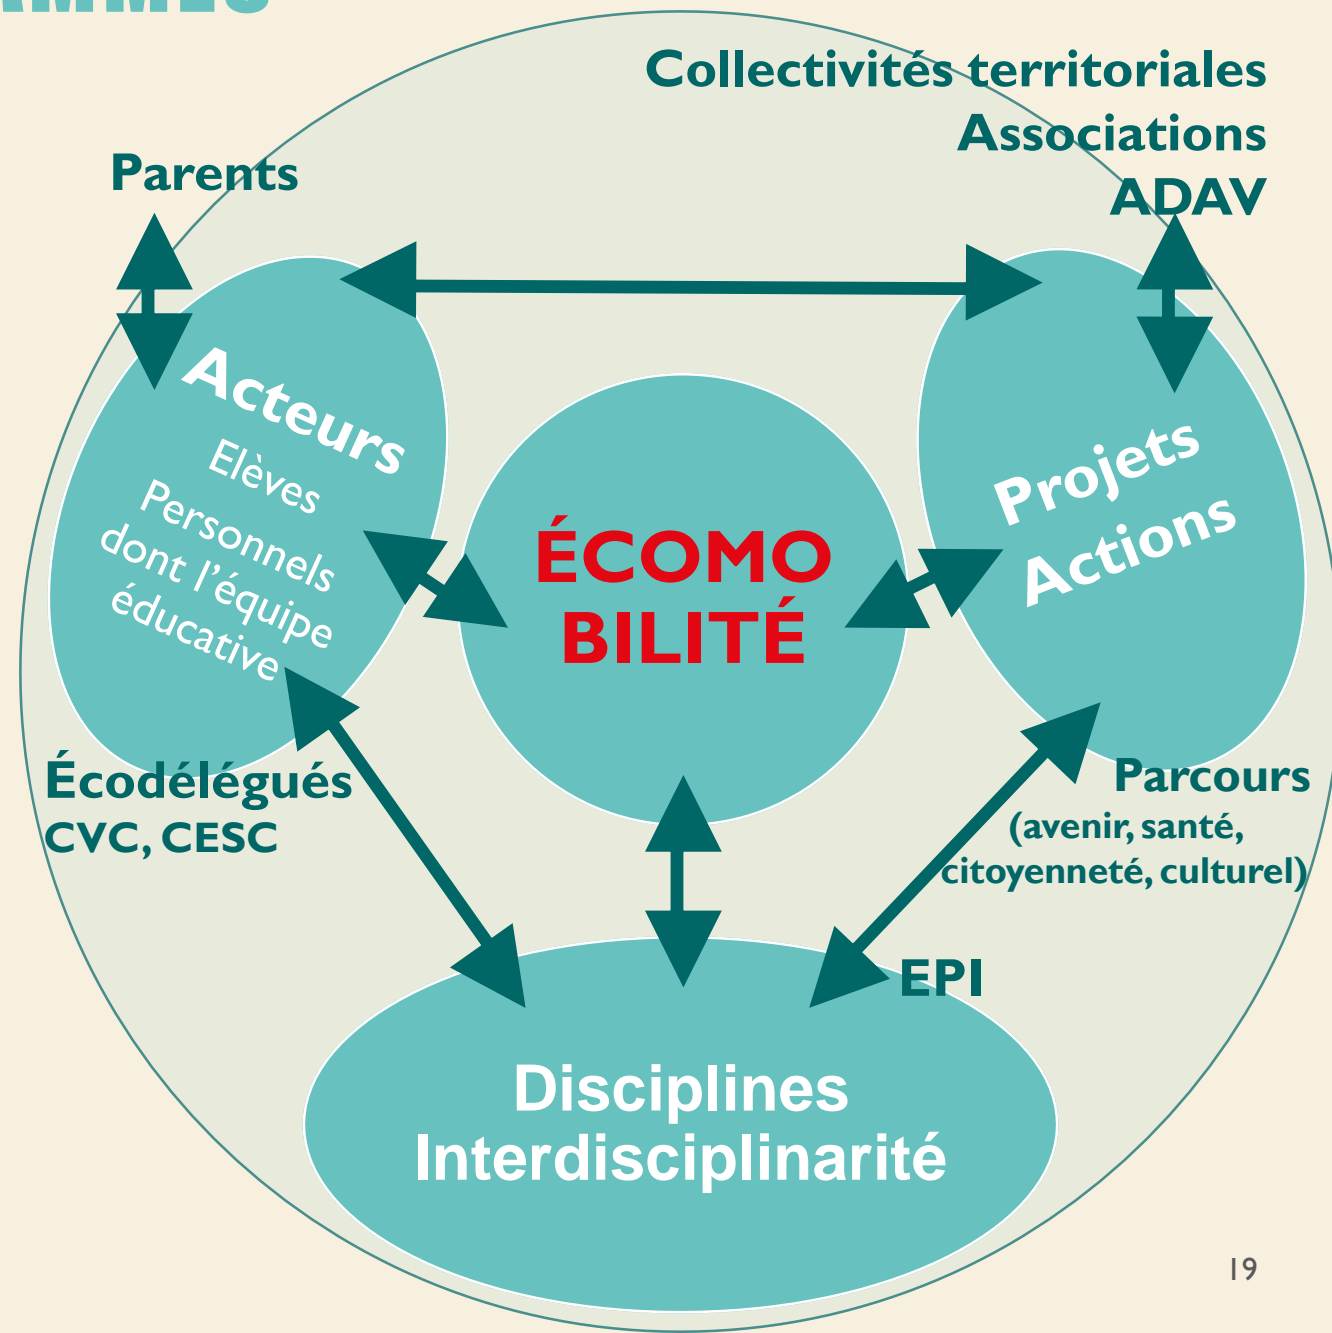 Collectivités territoriales
Associations
ADAV
Parents
Acteurs
Elèves
Personnels
dont l’équipe
éducative
ÉCOMO
BILITÉ
Projets
Actions
Écodélégués
CVC, CESC
Parcours
(avenir, santé,
citoyenneté, culturel)
EPI
Disciplines
Interdisciplinarité
19